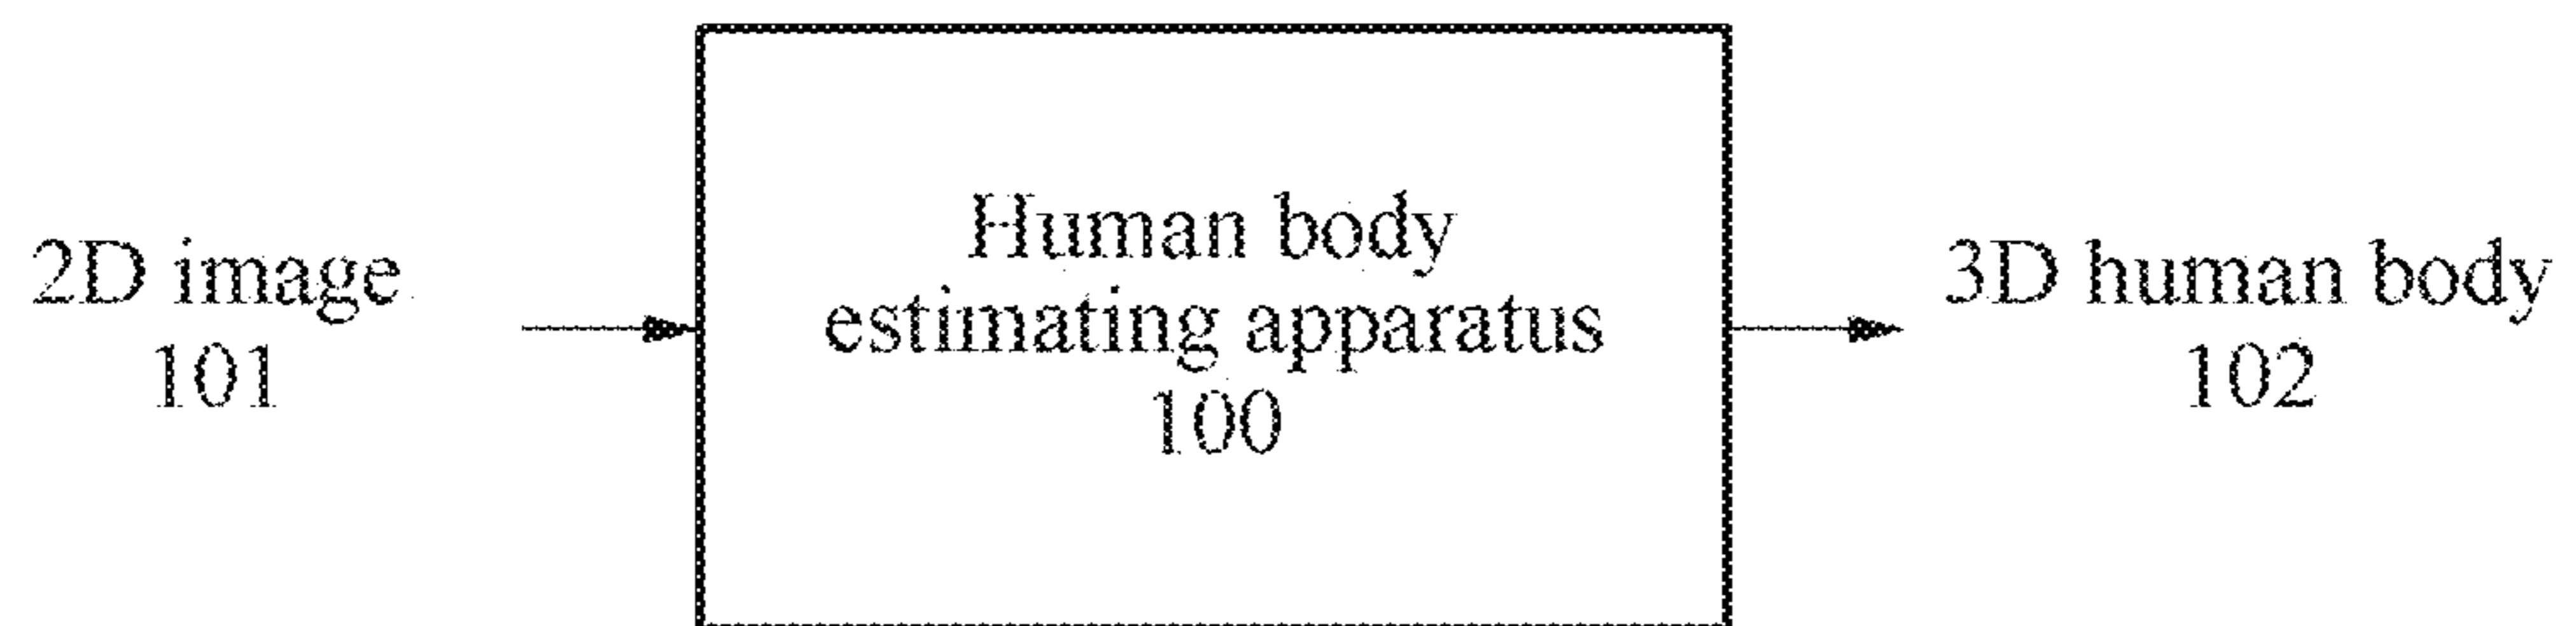 2D image
101
Human body
estimating apparatus
100
3D human body
102